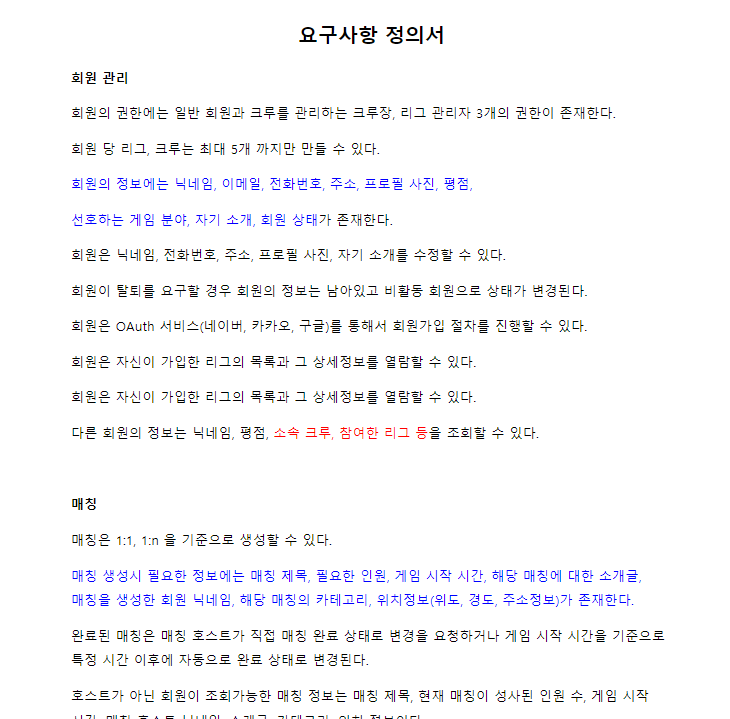 요구사항 정의서
회원 관리
회원의 권한에는 일반 회원과 크루를 관리하는 크루장, 리그 관리자 3개의 권한이 존재한다.
회원 당 리그, 크루는 최대 5개 까지만 만들 수 있다.
회원의 정보에는 닉네임, 이메일, 전화번호, 주소, 프로필 사진, 평점,
선호하는 게임 분야, 자기 소개, 회원 상태가 존재한다.
회원은 닉네임, 전화번호, 주소, 프로필 사진, 자기 소개를 수정할 수 있다.
회원이 탈퇴를 요구할 경우 회원의 정보는 남아있고 비활동 회원으로 상태가 변경된다.
회원은 OAuth 서비스(네이버, 카카오, 구글)를 통해서 회원가입 절차를 진행할 수 있다.
회원은 자신이 가입한 리그의 목록과 그 상세정보를 열람할 수 있다.
회원은 자신이 가입한 리그의 목록과 그 상세정보를 열람할 수 있다.
다른 회원의 정보는 닉네임, 평점, 소속 크루, 참여한 리그 등을 조회할 수 있다.
매칭
매칭은 1:1, 1:n 을 기준으로 생성할 수 있다.
매칭 생성시 필요한 정보에는 매칭 제목, 필요한 인원, 게임 시작 시간, 해당 매칭에 대한 소개글,
매칭을 생성한 회원 닉네임, 해당 매칭의 카테고리, 위치정보(위도, 경도, 주소정보)가 존재한다.
완료된 매칭은 매칭 호스트가 직접 매칭 완료 상태로 변경을 요청하거나 게임 시작 시간을 기준으로
특정 시간 이후에 자동으로 완료 상태로 변경된다.
호스트가 아닌 회원이 조회가능한 매칭 정보는 매칭 제목, 현재 매칭이 성사된 인원 수, 게임 시작